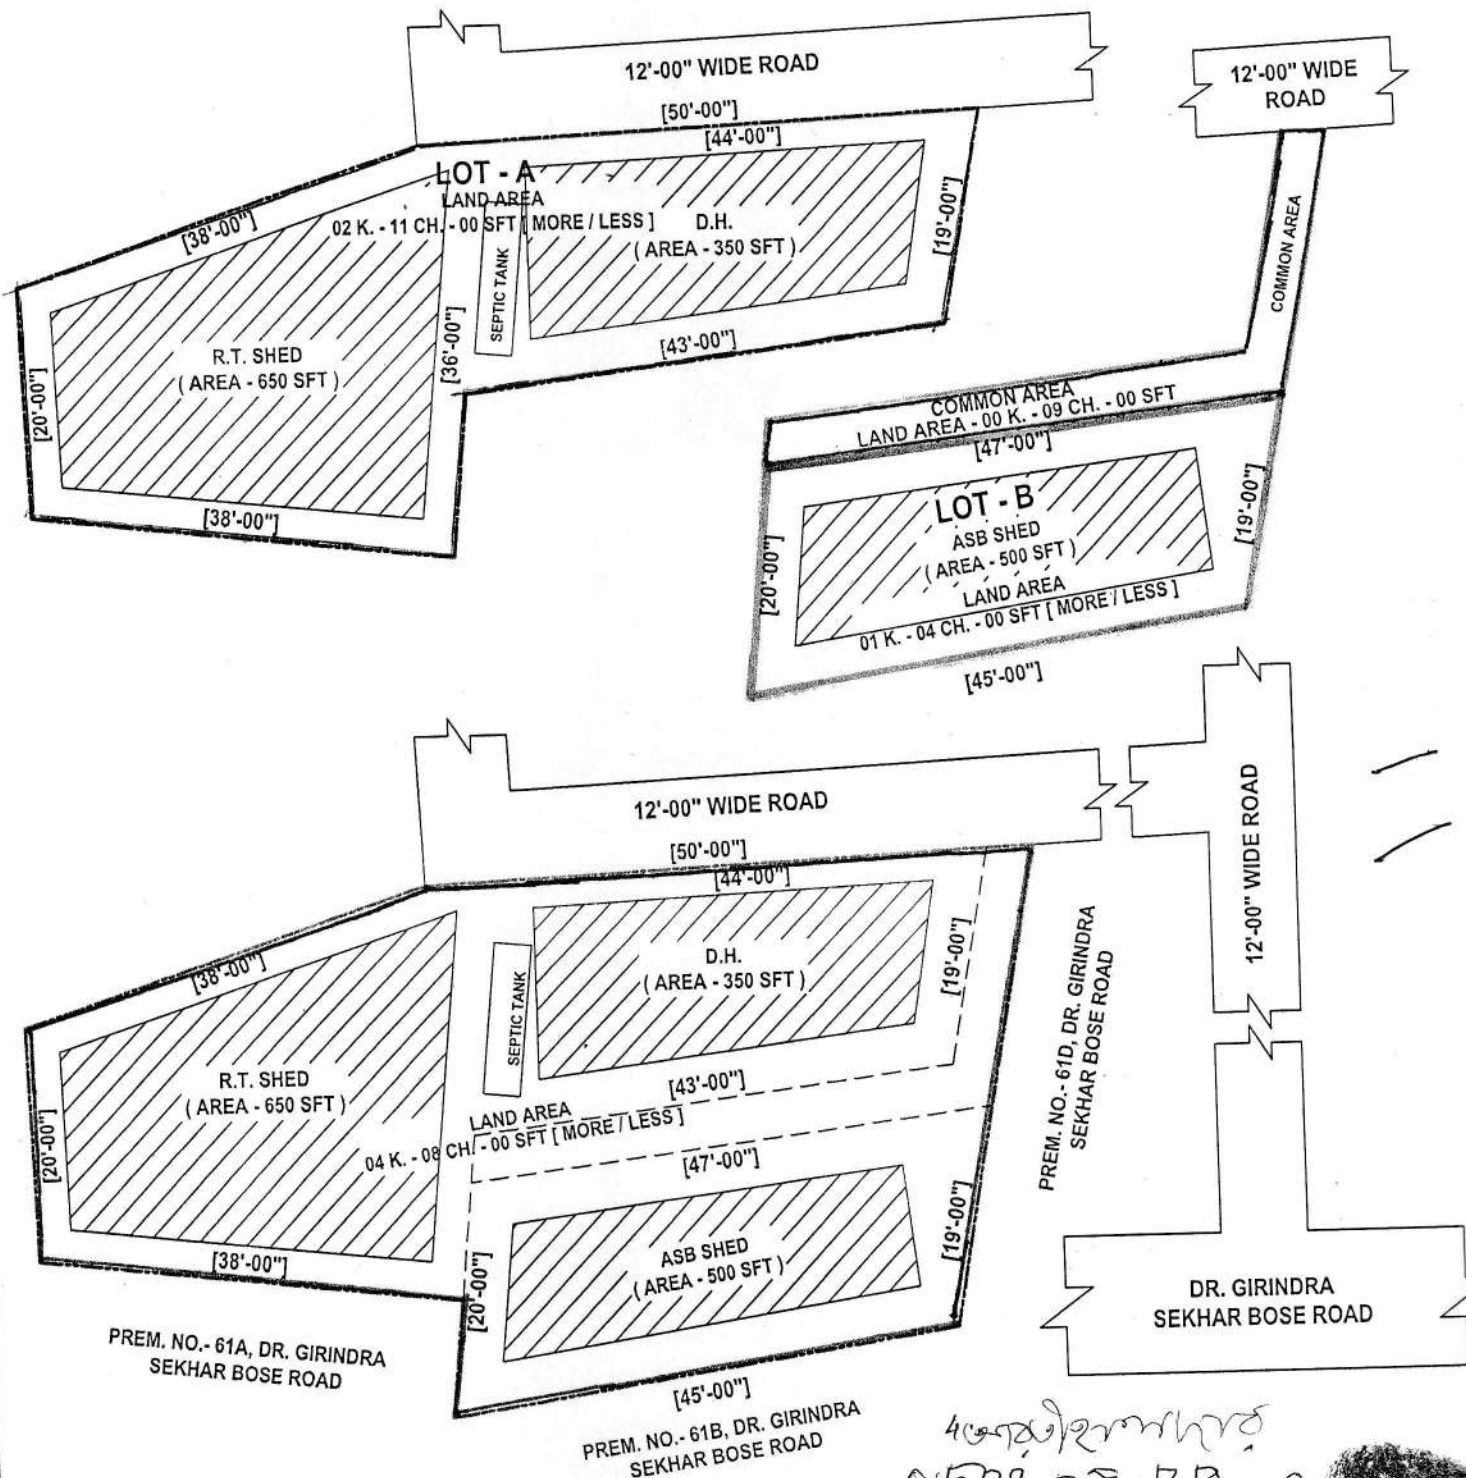 12'-00" WIDE ROAD
12'-00" WIDE
ROAD
[50'-00"]
[44'-00"]
LOT - A
LAND AREA
02 K. - 11 CH. - 00 SFT [ MORE / LESS ]
D.H.
( AREA - 350 SFT )
[38'-00"]
[19'-00"]
SEPTIC TANK
[36'-00"]
[43'-00"]
R.T. SHED
( AREA - 650 SFT )
[20'-00"]
[38'-00"]
COMMON AREA
COMMON AREA
LAND AREA - 00 K. - 09 CH. - 00 SFT
[47'-00"]
LOT - B
ASB SHED
( AREA - 500 SFT )
LAND AREA
01 K. - 04 CH. - 00 SFT [ MORE / LESS ]
[20'-00"]
[19'-00"]
[45'-00"]
12'-00" WIDE ROAD
12'-00" WIDE ROAD
[50'-00"]
[44'-00"]
[38'-00"]
D.H.
( AREA - 350 SFT )
[19'-00"]
SEPTIC TANK
[43'-00"]
R.T. SHED
( AREA - 650 SFT )
[20'-00"]
LAND AREA
04 K. - 08 CH. - 00 SFT [ MORE / LESS ]
[47'-00"]
PREM. NO.- 61D, DR. GIRINDRA
SEKHAR BOSE ROAD
ASB SHED
( AREA - 500 SFT )
[19'-00"]
[20'-00"]
[38'-00"]
[45'-00"]
DR. GIRINDRA
SEKHAR BOSE ROAD
PREM. NO.- 61A, DR. GIRINDRA
SEKHAR BOSE ROAD
PREM. NO.- 61B, DR. GIRINDRA
SEKHAR BOSE ROAD